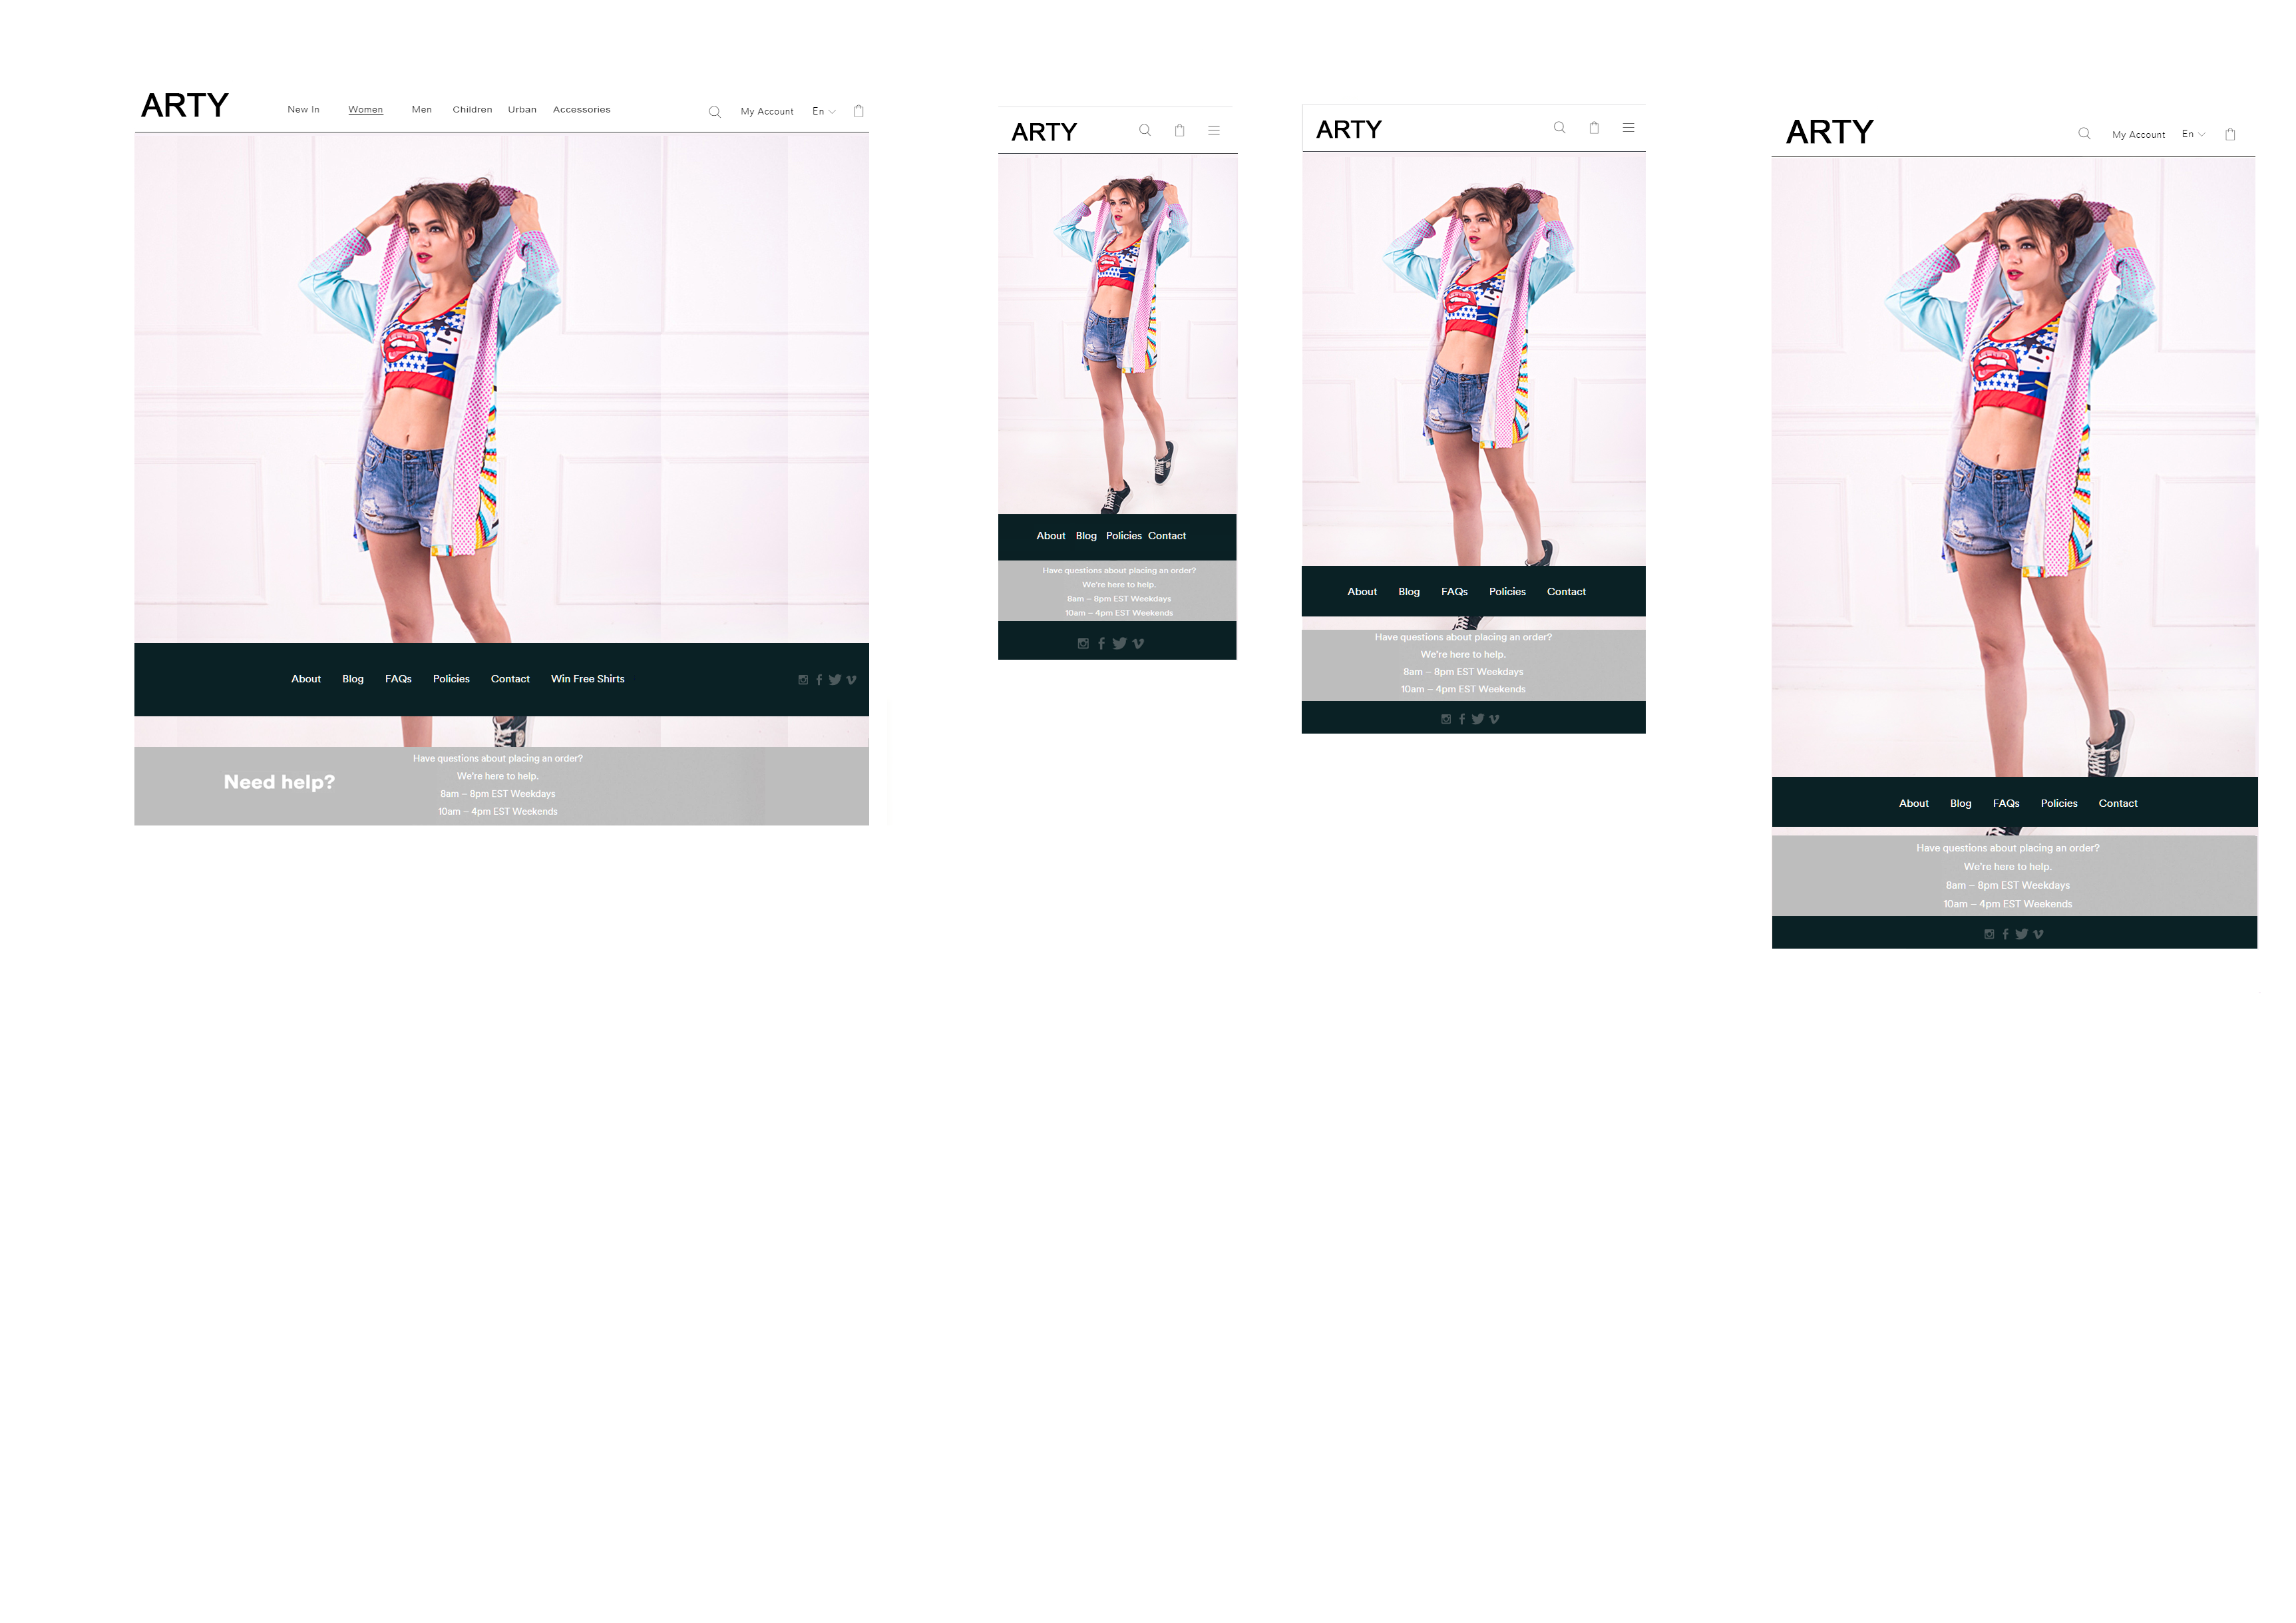 ARTY New In Women Men Children Urban Accessories My Account En
About Blog FAQs Policies Contact Win Free Shirts
Need help?
Have questions about placing an order?
We're here to help.
8am – 8pm EST Weekdays
10am – 4pm EST Weekends
ARTY
About Blog Policies Contact
Have questions about placing an order?
We're here to help.
8am – 8pm EST Weekdays
10am – 4pm EST Weekends
ARTY
About Blog FAQs Policies Contact
Have questions about placing an order?
We're here to help.
8am – 8pm EST Weekdays
10am – 4pm EST Weekends
ARTY My Account En
About Blog FAQs Policies Contact
Have questions about placing an order?
We're here to help.
8am – 8pm EST Weekdays
10am – 4pm EST Weekends